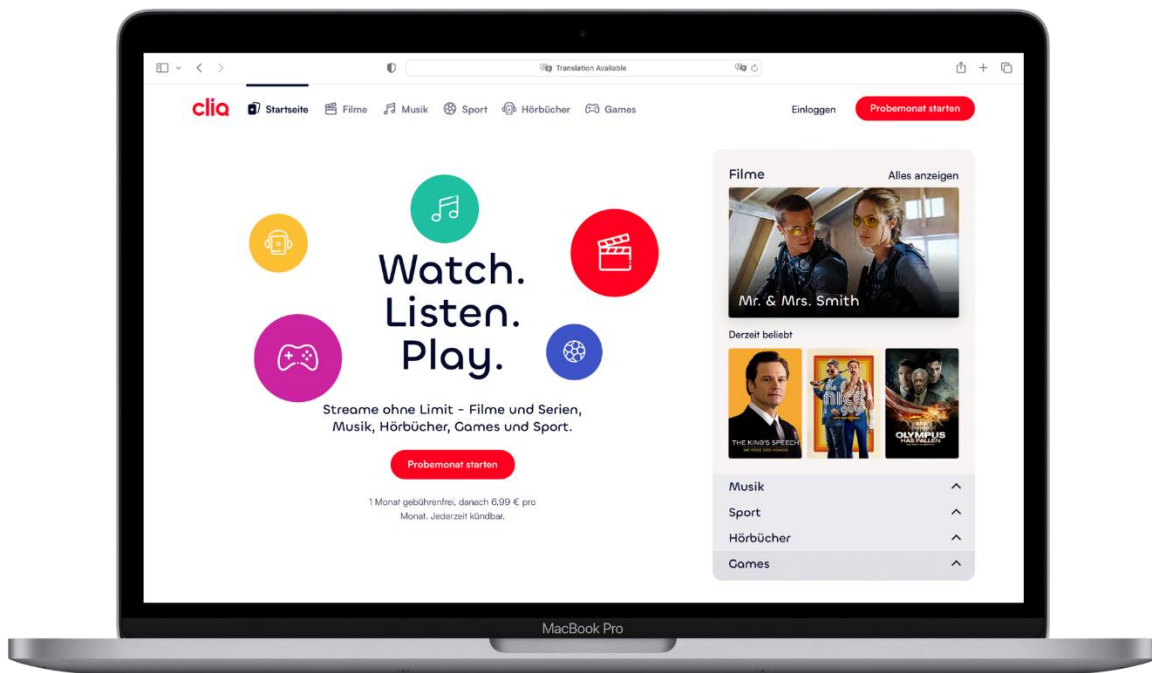 Translation Available
cliq
Startseite Filme Musik Sport Hörbücher Games Einloggen Probemonat starten
Watch.
Listen.
Play.
Streame ohne Limit – Filme und Serien,
Musik, Hörbücher, Games und Sport.
Probemonat starten
1 Monat gebührenfrei, danach 6,99 € pro
Monat. Jederzeit kündbar.
Filme Alles anzeigen
Mr. & Mrs. Smith
Derzeit beliebt
THE KING'S SPEECH
the
nice
guys
OLYMPUS
HAS FALLEN
Musik
Sport
Hörbücher
Games
MacBook Pro